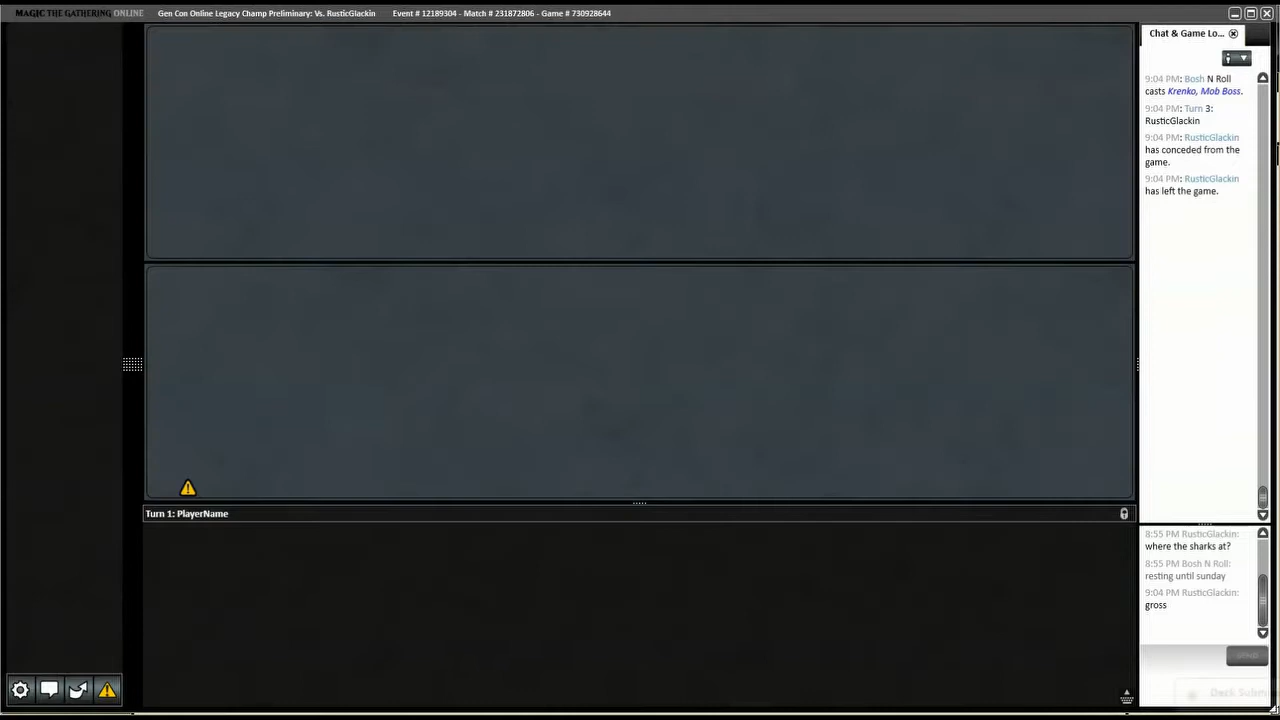 MAGIC THE GATHERING ONLINE Gen Con Online Legacy Champ Preliminary: Vs. RusticGlackin Event # 12189304 - Match # 231872806 - Game # 730928644
Chat & Game Lo...
9:04 PM: Bosh N Roll
casts Krenko, Mob Boss.
9:04 PM: Turn 3:
RusticGlackin
9:04 PM: RusticGlackin
has conceded from the
game.
9:04 PM: RusticGlackin
has left the game.
Turn 1: PlayerName
8:55 PM RusticGlackin:
where the sharks at?
8:55 PM Bosh N Roll:
resting until sunday
9:04 PM RusticGlackin:
gross
SEND
Deck Submi